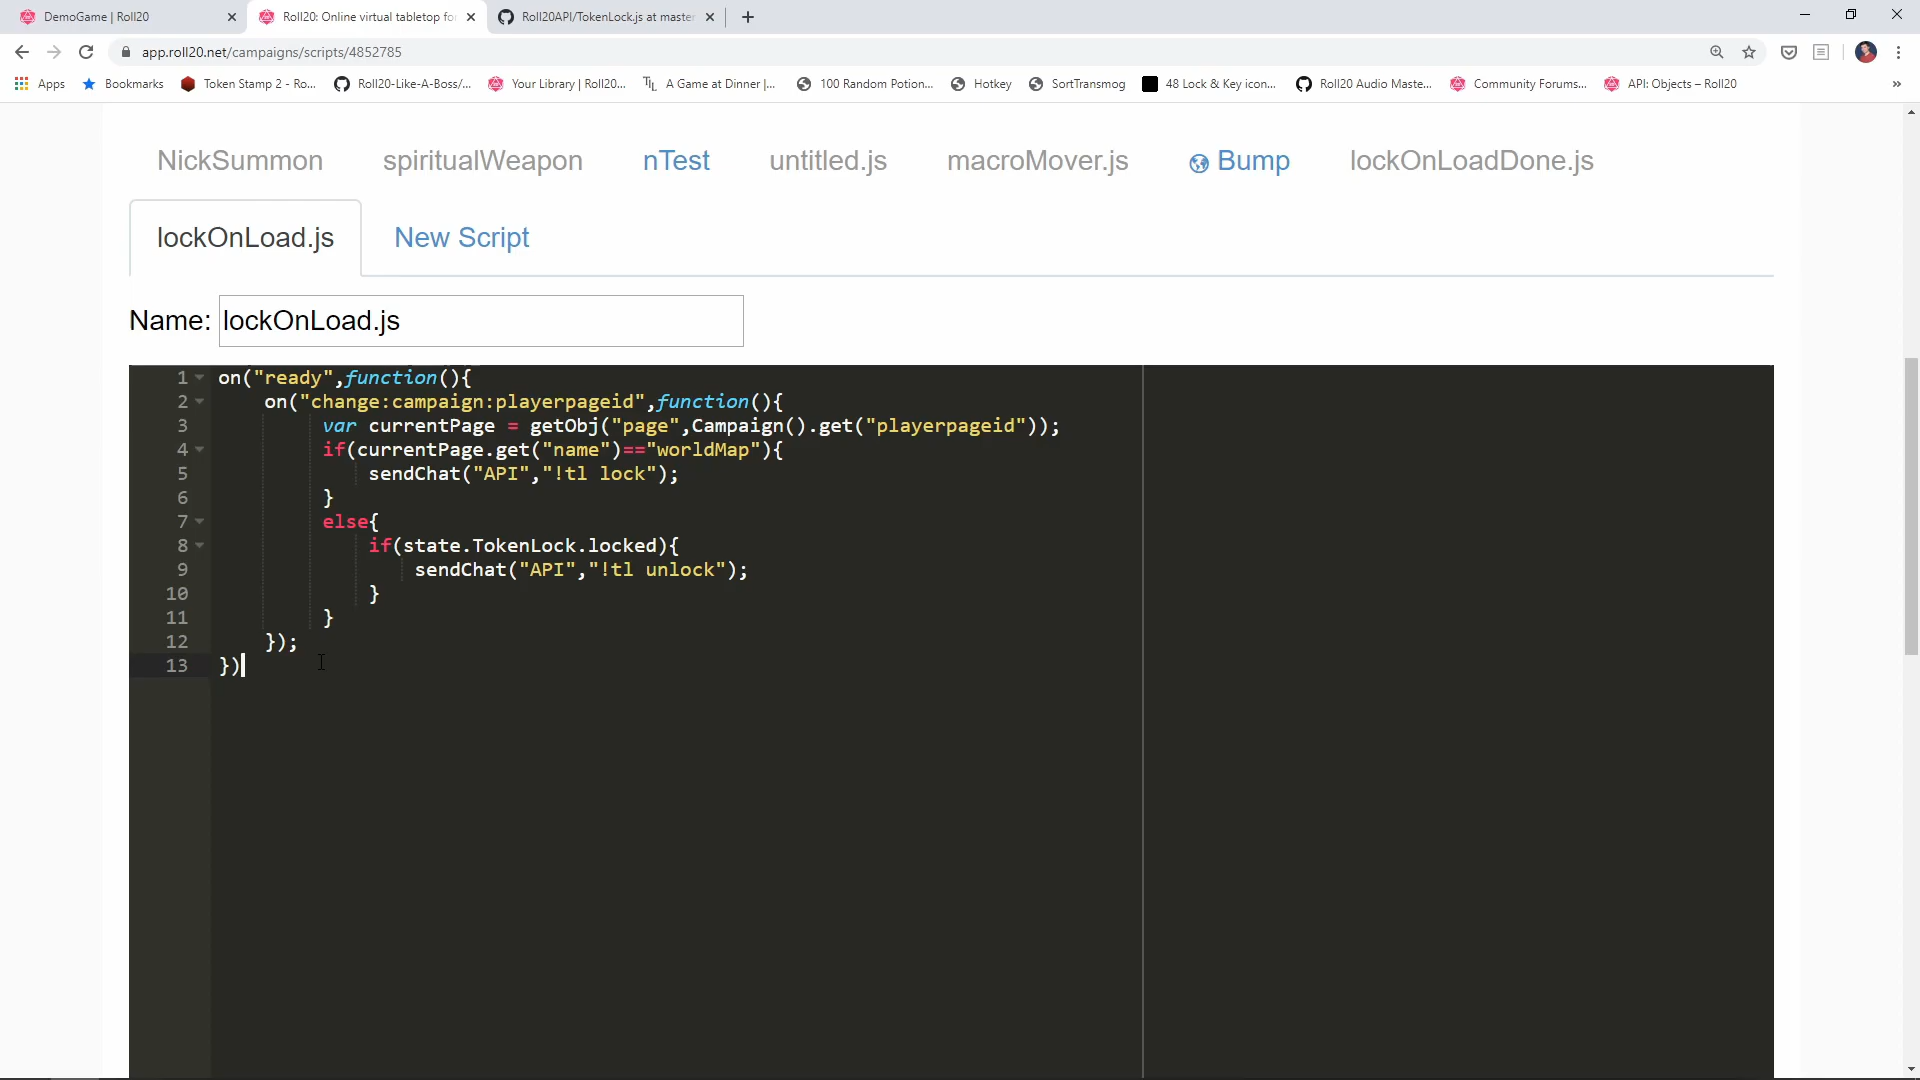 DemoGame | Roll20
Roll20: Online virtual tabletop fo
Roll20API/TokenLock.js at master
app.roll20.net/campaigns/scripts/4852785
Apps
Bookmarks
Token Stamp 2 - Ro...
Roll20-Like-A-Boss/...
Your Library | Roll20...
A Game at Dinner |...
100 Random Potion...
Hotkey
SortTransmog
48 Lock & Key icon...
Roll20 Audio Maste...
Community Forums...
API: Objects – Roll20
»
NickSummon
spiritualWeapon
nTest
untitled.js
macroMover.js
Bump
lockOnLoadDone.js
lockOnLoad.js
New Script
Name: lockOnLoad.js
1 on("ready",function(){
2 on("change:campaign:playerpageid",function(){
3 var currentPage = getObj("page",Campaign().get("playerpageid"));
4 if(currentPage.get("name")=="worldMap"){
5 sendChat("API","!tl lock");
6 }
7 else{
8 if(state.TokenLock.locked){
9 sendChat("API","!tl unlock");
10 }
11 }
12 });
13 })